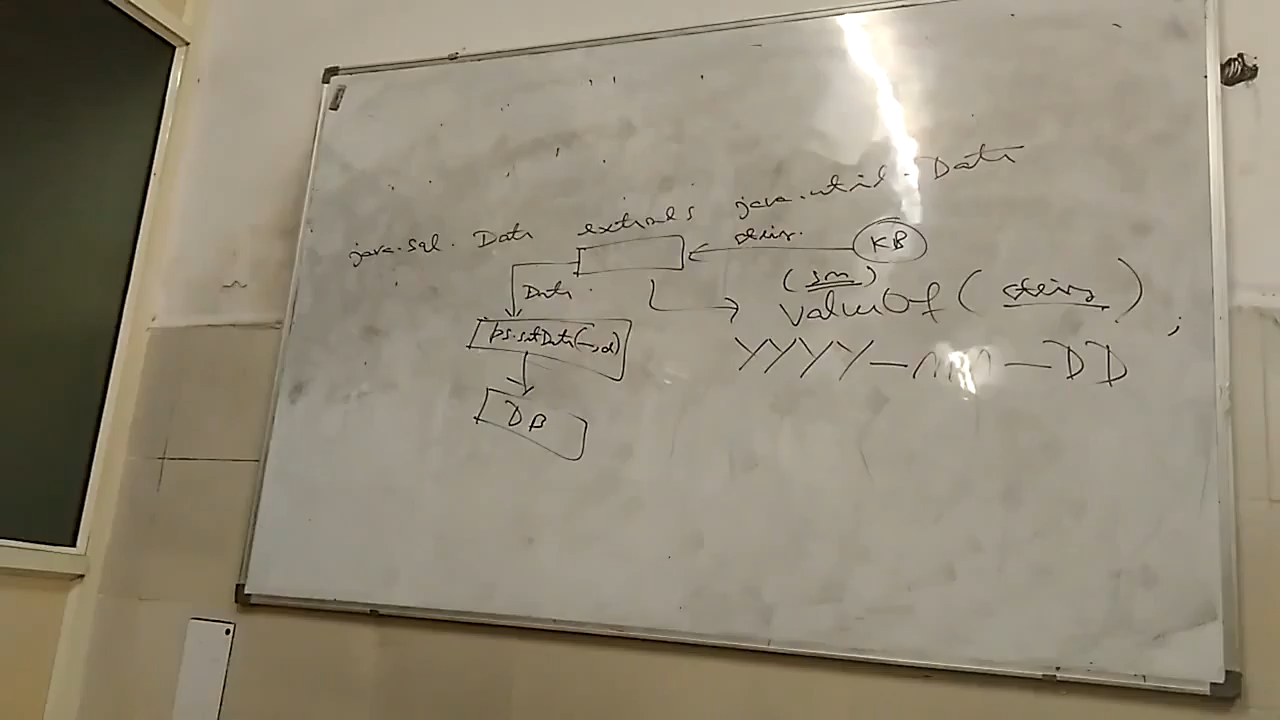 java.sql.Date extends java.util.Date
string.
KB
Date.
(sm)
valueOf(string);
ps.setDate(—,d)
YYYY-MM-DD
DB